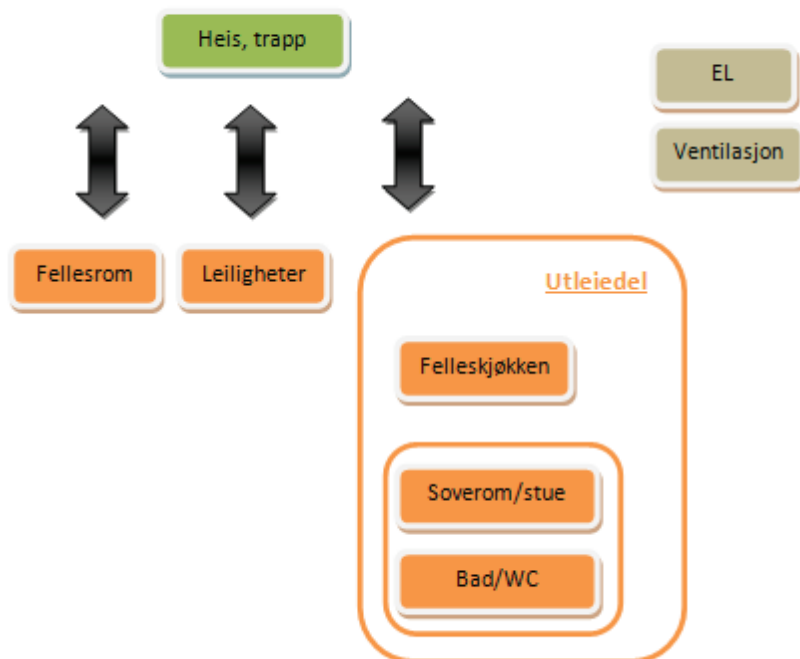 Heis, trapp
EL
Ventilasjon
Fellesrom
Leiligheter
Utleiedel
Felleskjøkken
Soverom/stue
Bad/WC